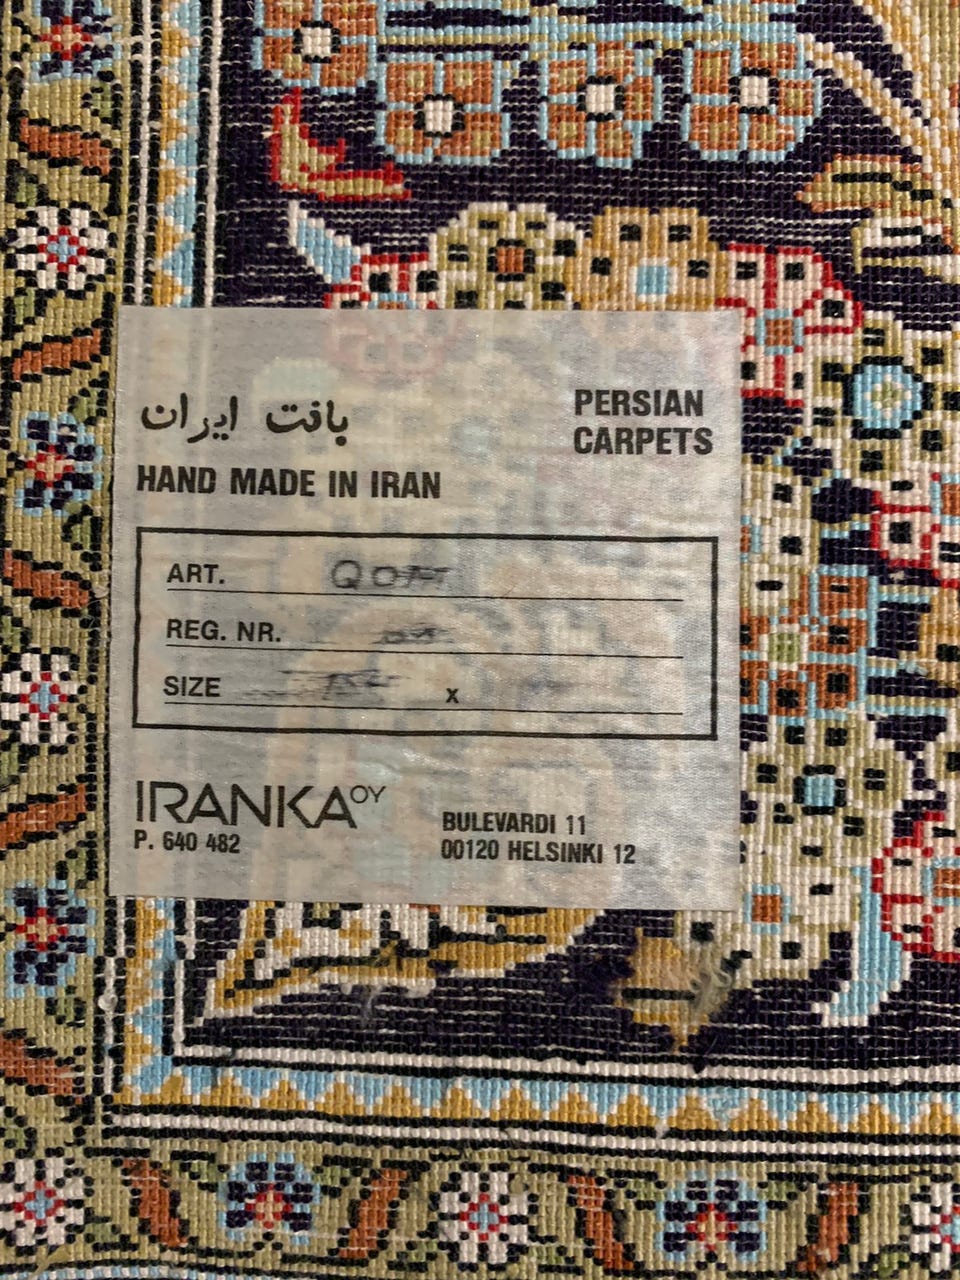 بافت ایران
PERSIAN
CARPETS
HAND MADE IN IRAN
ART. QOM
REG. NR.
SIZE x
IRANKA OY
P. 640 482
BULEVARDI 11
00120 HELSINKI 12